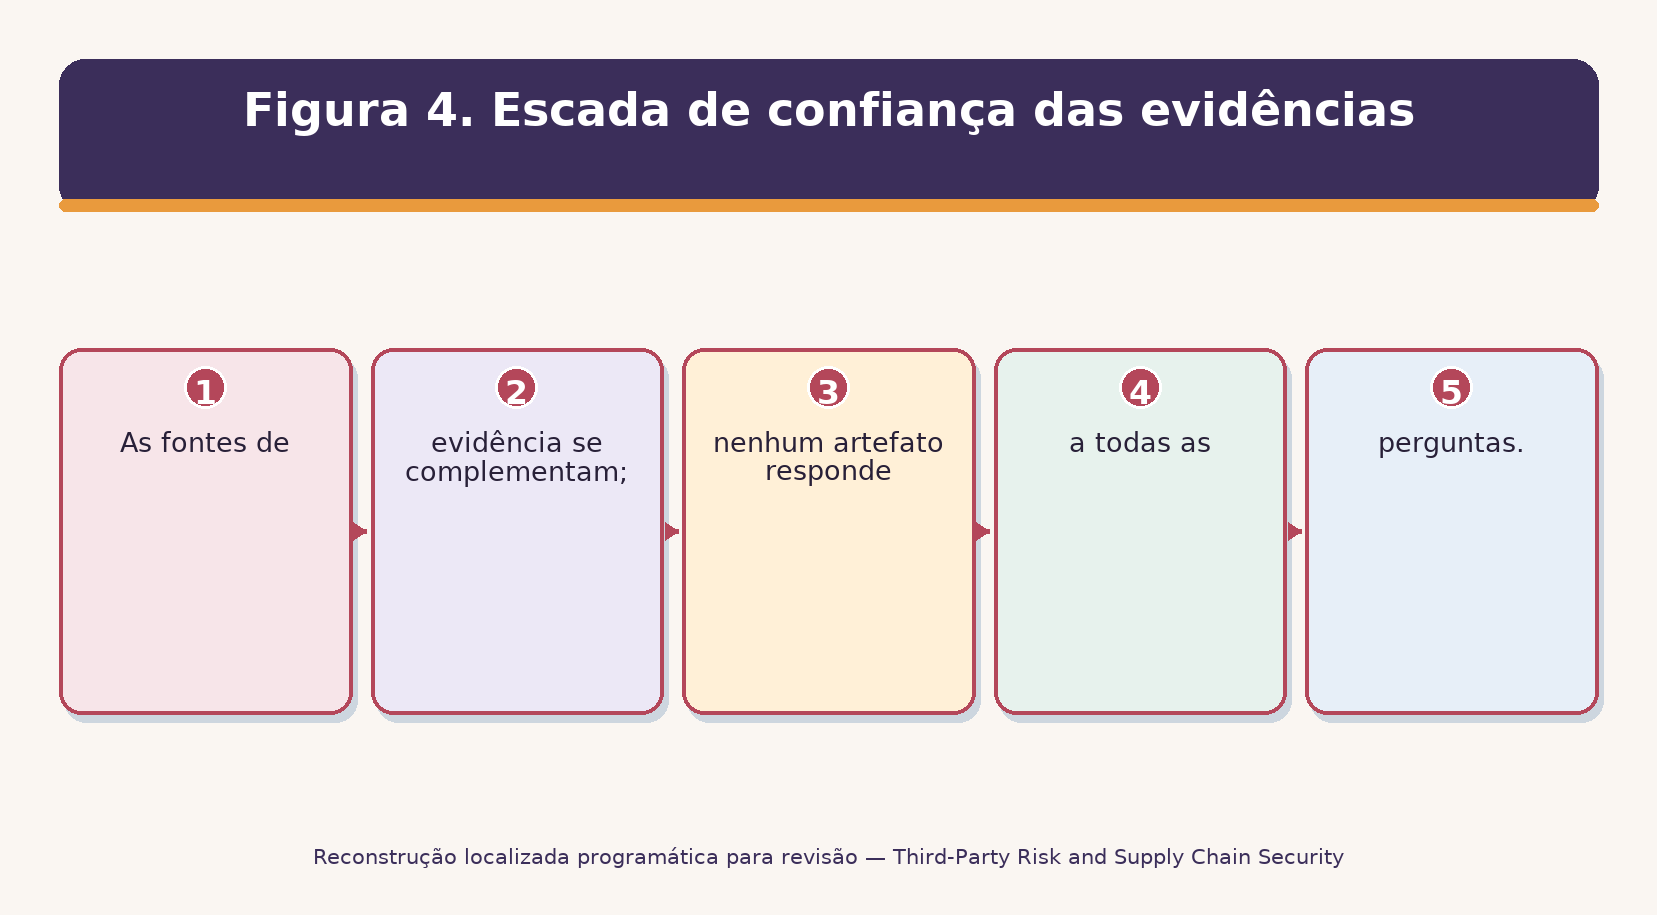 Figura 4. Escada de confiança das evidências
1
As fontes de
2
evidência se
complementam;
3
nenhum artefato
responde
4
a todas as
5
perguntas.
Reconstrução localizada programática para revisão — Third-Party Risk and Supply Chain Security